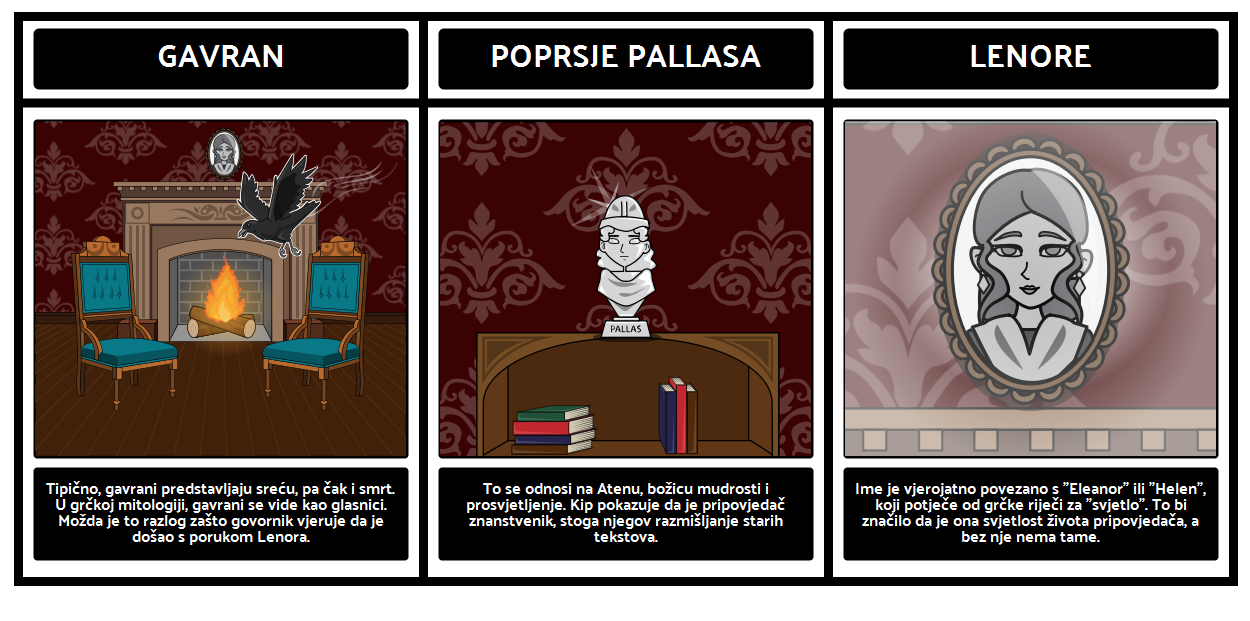 GAVRAN
POPRSJE PALLASA
LENORE
PALLAS
Tipično, gavrani predstavljaju sreću, pa čak i smrt.
U grčkoj mitologiji, gavrani se vide kao glasnici.
Možda je to razlog zašto govornik vjeruje da je
došao s porukom Lenora.
To se odnosi na Atenu, božicu mudrosti i
prosvjetljenje. Kip pokazuje da je pripovjedač
znanstvenik, stoga njegov razmišljanje starih
tekstova.
Ime je vjerojatno povezano s "Eleanor" ili "Helen",
koji potječe od grčke riječi za "svjetlo". To bi
značilo da je ona svjetlost života pripovjedača, a
bez nje nema tame.